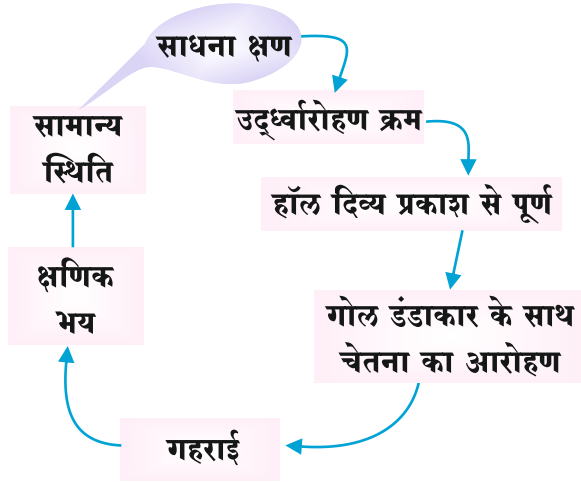 साधना क्षण
उद्र्ध्वारोहण क्रम
हॉल दिव्य प्रकाश से पूर्ण
गोल डंडाकार के साथ
चेतना का आरोहण
गहराई
क्षणिक
भय
सामान्य
स्थिति